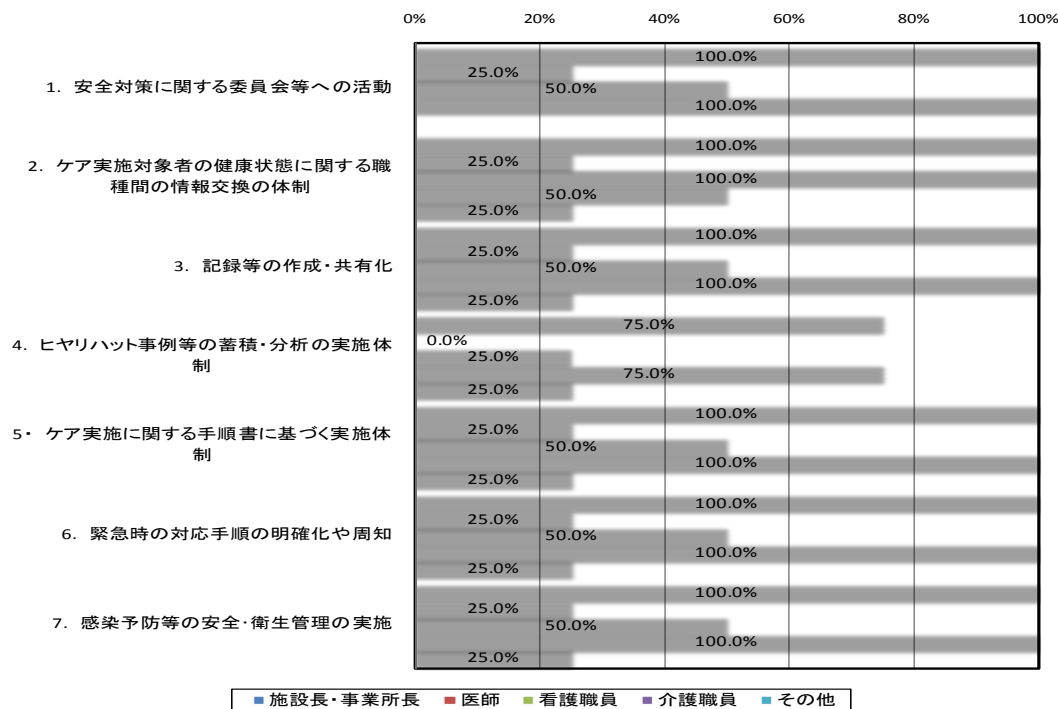 0% 20% 40% 60% 80% 100%
100.0%
25.0%
1. 安全対策に関する委員会等への活動
50.0%
100.0%
100.0%
25.0%
2. ケア実施対象者の健康状態に関する職
種間の情報交換の体制
100.0%
50.0%
25.0%
100.0%
25.0%
3. 記録等の作成・共有化
50.0%
100.0%
25.0%
75.0%
0.0%
4. ヒヤリハット事例等の蓄積・分析の実施体
制
25.0%
75.0%
25.0%
100.0%
25.0%
5・ ケア実施に関する手順書に基づく実施体
制
50.0%
100.0%
25.0%
100.0%
25.0%
6. 緊急時の対応手順の明確化や周知
50.0%
100.0%
25.0%
100.0%
25.0%
7. 感染予防等の安全・衛生管理の実施
50.0%
100.0%
25.0%
施設長・事業所長 医師 看護職員 介護職員 その他